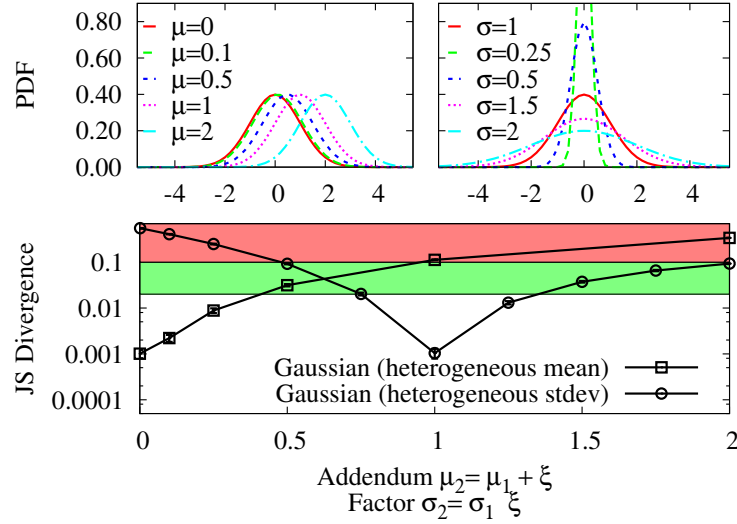 PDF
0.80
0.60
0.40
0.20
0.00
μ=0
μ=0.1
μ=0.5
μ=1
μ=2
-4 -2 0 2 4
σ=1
σ=0.25
σ=0.5
σ=1.5
σ=2
-4 -2 0 2 4
JS Divergence
0.1
0.01
0.001
0.0001
Gaussian (heterogeneous mean)
Gaussian (heterogeneous stdev)
0 0.5 1 1.5 2
Addendum μ2= μ1 + ξ
Factor σ2= σ1 ξ